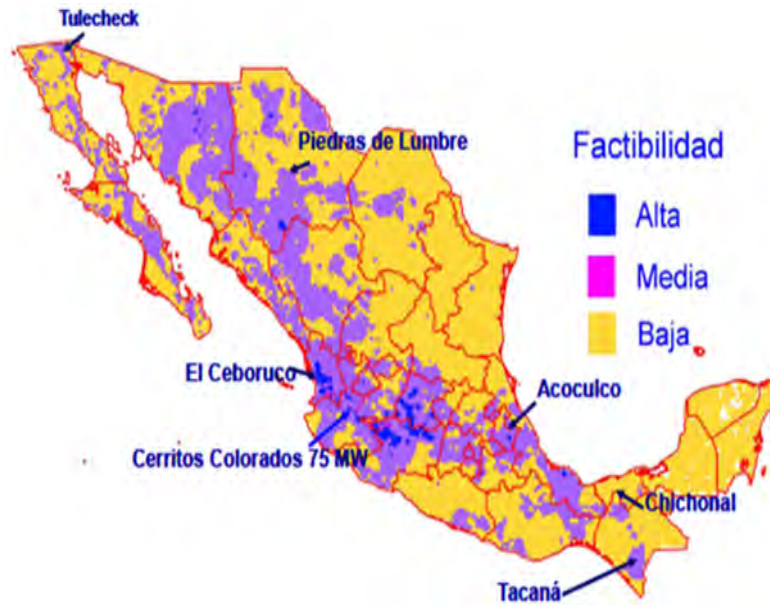 Tulecheck
Piedras de Lumbre
Factibilidad
Alta
Media
Baja
El Ceboruco
Acoculco
Cerritos Colorados 75 MW
Chichonal
Tacaná